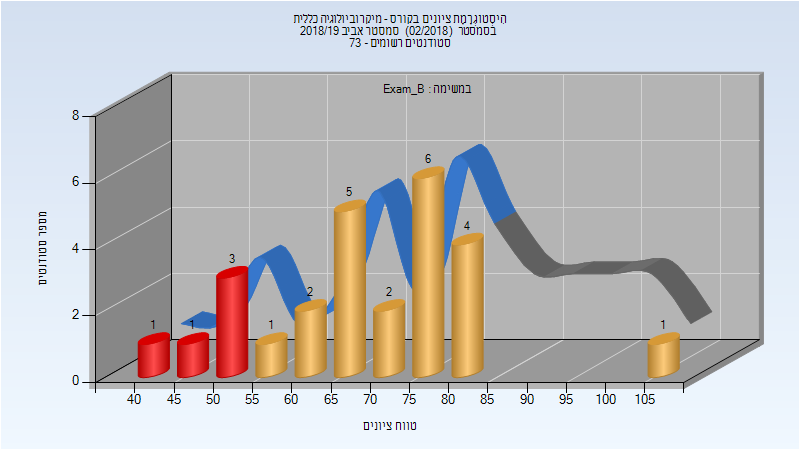 היסטוגרמת ציונים בקורס - מיקרוביולוגיה כללית
בסמסטר (02/2018) סמסטר אביב 2018/19
סטודנטים רשומים - 73
במשימה : Exam_B
מספר סטודנטים
8
6
4
2
0
1
1
3
1
2
5
2
6
4
1
40 45 50 55 60 65 70 75 80 85 90 95 100 105
טווח ציונים